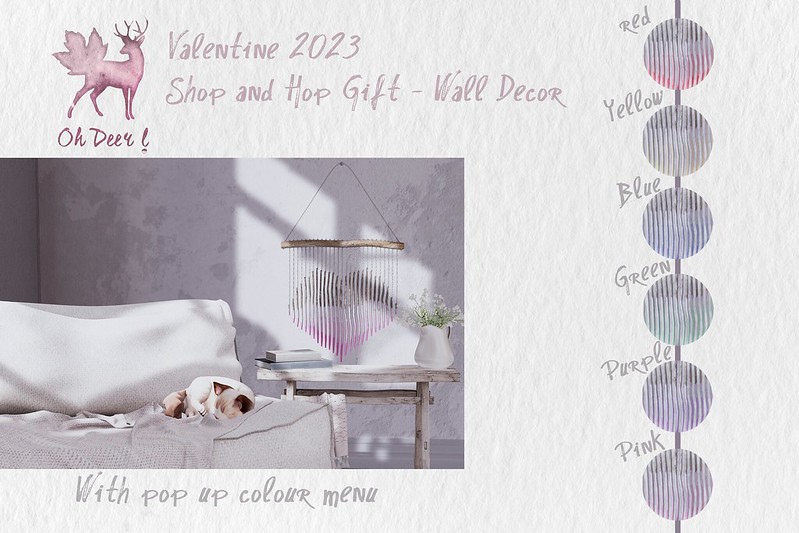 Valentine 2023
Shop and Hop Gift - Wall Decor
Oh Deer !
With pop up colour menu
red
Yellow
Blue
Green
Purple
Pink